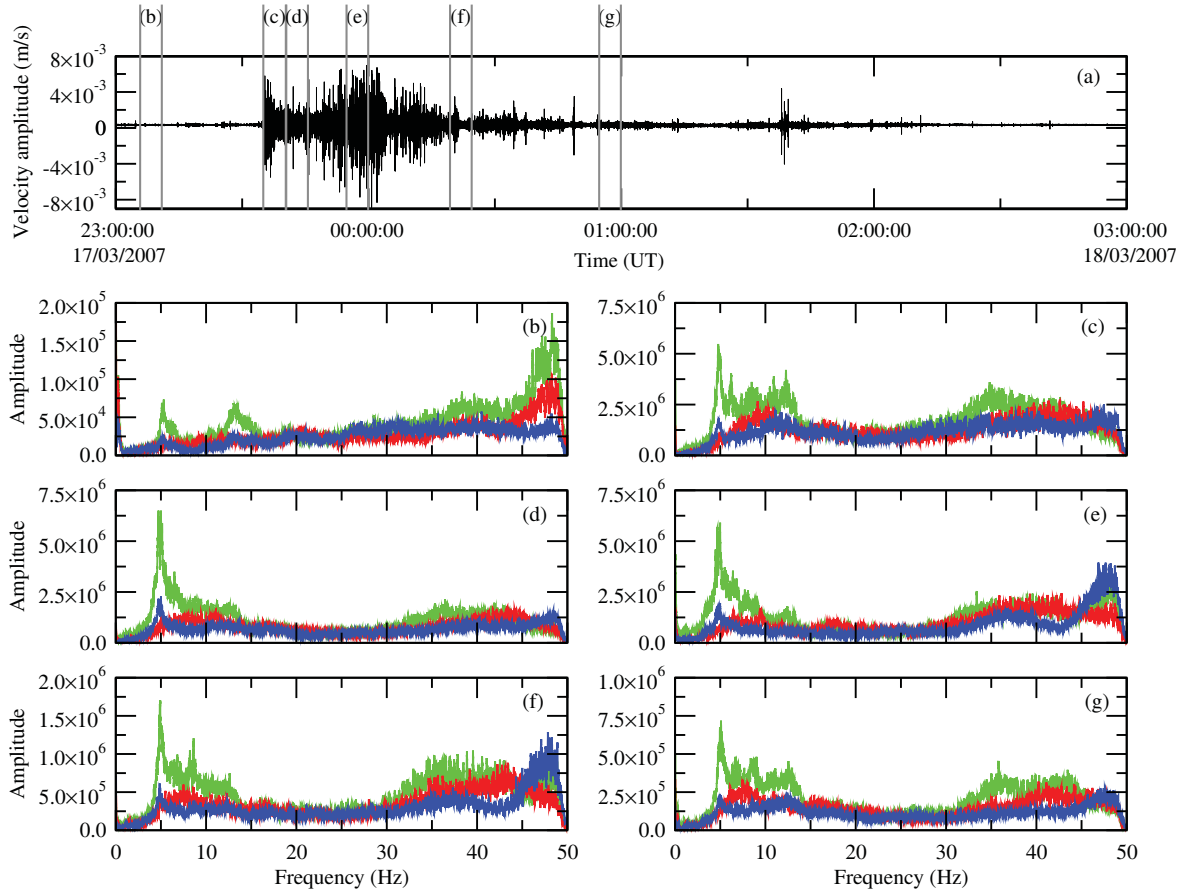 (b) (c) (d) (e) (f) (g)
Velocity amplitude (m/s)
8×10⁻³
4×10⁻³
0
-4×10⁻³
-8×10⁻³
(a)
23:00:00 00:00:00 01:00:00 02:00:00 03:00:00
17/03/2007 Time (UT) 18/03/2007
Amplitude
2.0×10⁵
1.5×10⁵
1.0×10⁵
5.0×10⁴
0.0
(b)
7.5×10⁶
5.0×10⁶
2.5×10⁶
0.0
(c)
Amplitude
7.5×10⁶
5.0×10⁶
2.5×10⁶
0.0
(d)
7.5×10⁶
5.0×10⁶
2.5×10⁶
0.0
(e)
Amplitude
2.0×10⁶
1.5×10⁶
1.0×10⁶
5.0×10⁵
0.0
(f)
0 10 20 30 40 50
Frequency (Hz)
1.0×10⁶
7.5×10⁵
5.0×10⁵
2.5×10⁵
0.0
(g)
0 10 20 30 40 50
Frequency (Hz)